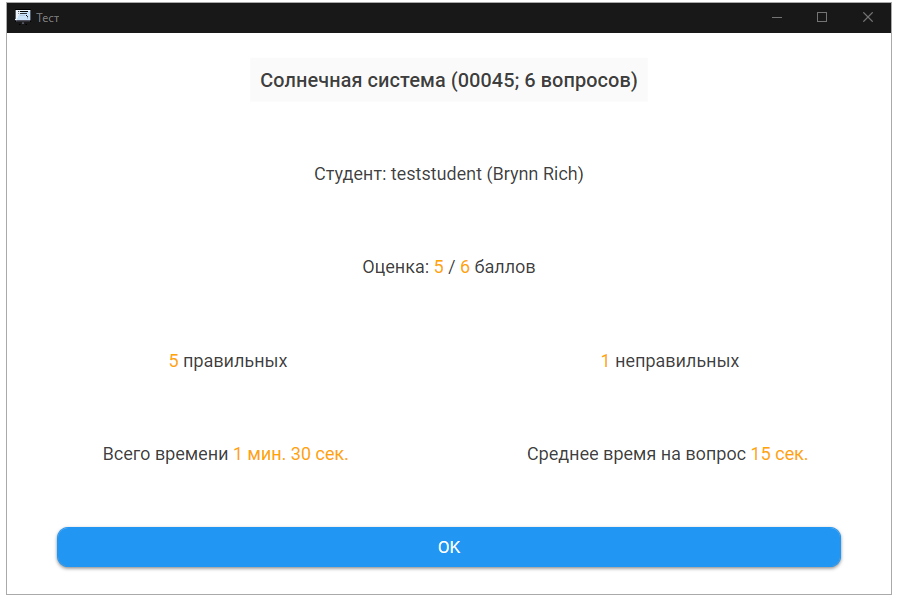 Тест
Солнечная система (00045; 6 вопросов)
Студент: teststudent (Brynn Rich)
Оценка: 5 / 6 баллов
5 правильных
1 неправильных
Всего времени 1 мин. 30 сек.
Среднее время на вопрос 15 сек.
OK